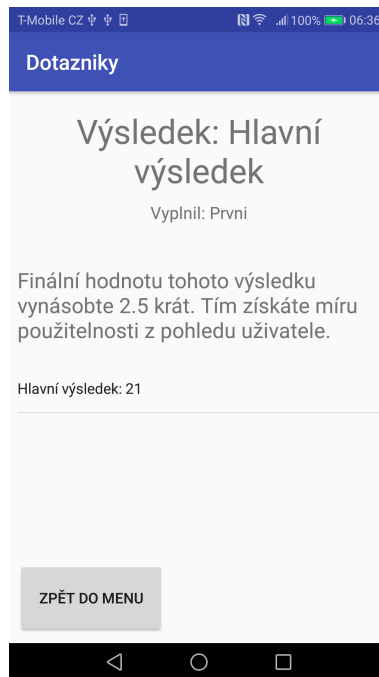 T-Mobile CZ 100% 06:36
Dotazniky
Výsledek: Hlavní
výsledek
Vyplnil: Prvni
Finální hodnotu tohoto výsledku
vynásobte 2.5 krát. Tím získáte míru
použitelnosti z pohledu uživatele.
Hlavní výsledek: 21
ZPĚT DO MENU